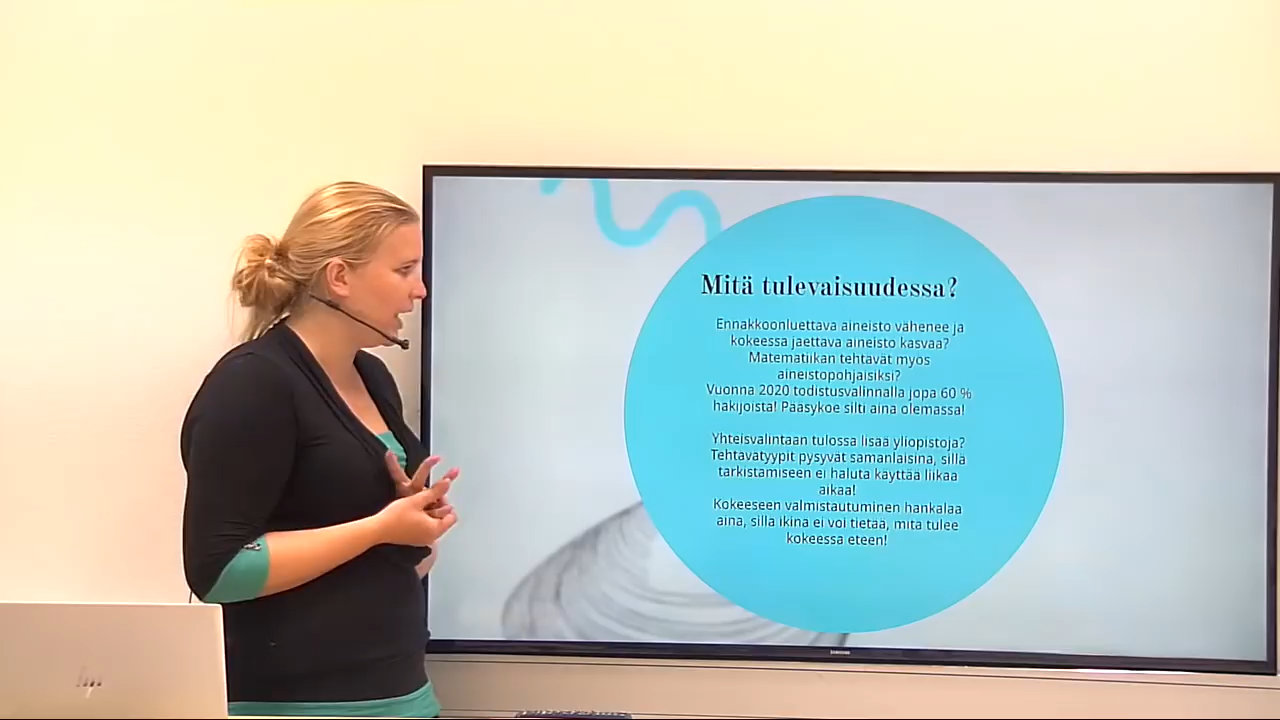 Mitä tulevaisuudessa?
Ennakkoonluettava aineisto vähenee ja
kokeessa jaettava aineisto kasvaa?
Matematiikan tehtävät myös
aineistopohjaisiksi?
Vuonna 2020 todistusvalinnalla jopa 60 %
hakijoista! Pääsykoe silti aina olemassa!
Yhteisvalintaan tulossa lisää yliopistoja?
Tehtävätyypit pysyvät samanlaisina, sillä
tarkistamiseen ei haluta käyttää liikaa
aikaa!
Kokeeseen valmistautuminen hankalaa
aina, sillä ikinä ei voi tietää, mitä tulee
kokeessa eteen!
SAMSUNG
hp